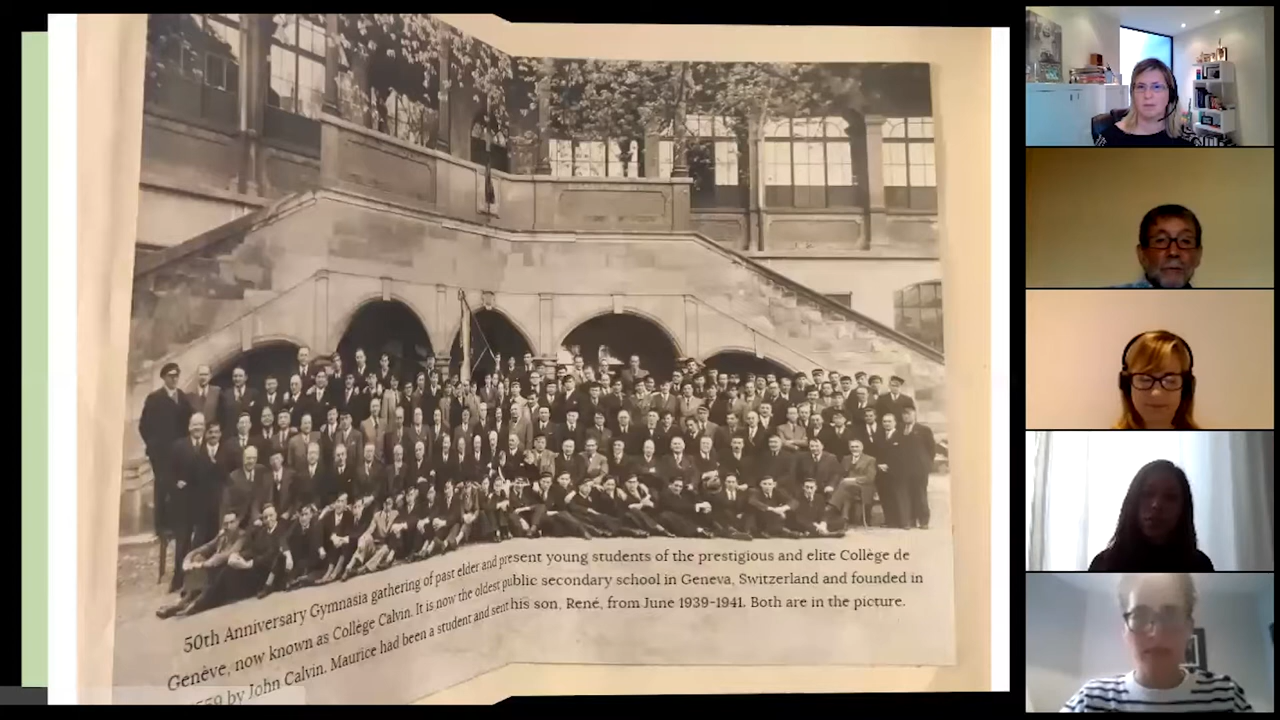 50th Anniversary Gymnasia gathering of past elder and present young students of the prestigious and elite Collège de
Genève, now known as Collège Calvin. It is now the oldest public secondary school in Geneva, Switzerland and founded in
by John Calvin. Maurice had been a student and sent his son, René, from June 1939-1941. Both are in the picture.